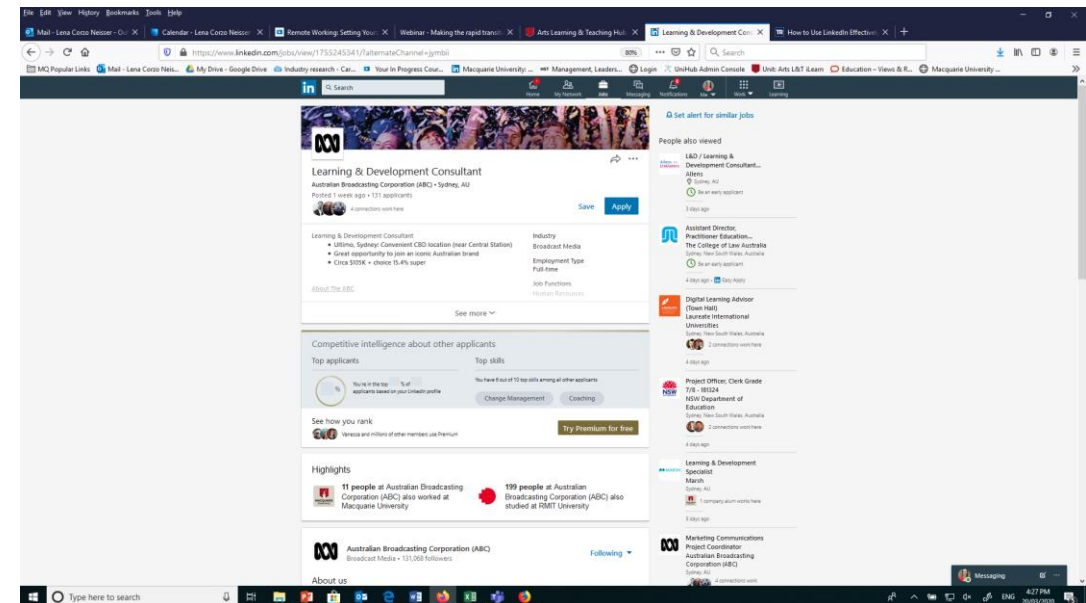 File Edit View History Bookmarks Tools Help
Mail - Lena Corzo Neisser - Ou
Calendar - Lena Corzo Neisser -
Remote Working: Setting Your
Webinar - Making the rapid transit
Arts Learning & Teaching Hub
Learning & Development Con
How to Use LinkedIn Effective
https://www.linkedin.com/jobs/view/1755245341/?alternateChannel=jymbii
80%
Search
MQ Popular Links
Mail - Lena Corzo Neis...
My Drive - Google Drive
Industry research - Car...
Your In Progress Cour...
Macquarie University: ...
Management, Leaders...
Login
UniHub Admin Console
Unit: Arts L&T iLearn
Education – Views & R...
Macquarie University ...
in
Search
Home
My Network
Jobs
Messaging
Notifications
Me
Work
Learning
Learning & Development Consultant
Australian Broadcasting Corporation (ABC) • Sydney, AU
Posted 1 week ago • 131 applicants
4 connections work here
Save
Apply
Learning & Development Consultant
• Ultimo, Sydney: Convenient CBD location (near Central Station)
• Great opportunity to join an iconic Australian brand
• Circa $105K + choice 15.4% super
About The ABC
Industry
Broadcast Media
Employment Type
Full-time
Job Functions
Human Resources
See more
Competitive intelligence about other applicants
Top applicants
%
You're in the top % of
applicants based on your LinkedIn profile
Top skills
You have 6 out of 10 top skills among all other applicants
Change Management
Coaching
See how you rank
Vanessa and millions of other members use Premium
Try Premium for free
Highlights
11 people at Australian Broadcasting
Corporation (ABC) also worked at
Macquarie University
199 people at Australian
Broadcasting Corporation (ABC) also
studied at RMIT University
Australian Broadcasting Corporation (ABC)
Broadcast Media • 131,068 followers
Following
About us
Set alert for similar jobs
People also viewed
L&D / Learning &
Development Consultant...
Allens
Sydney, AU
Be an early applicant
3 days ago
Assistant Director,
Practitioner Education...
The College of Law Australia
Sydney, New South Wales, Australia
Be an early applicant
4 days ago • in Easy Apply
Digital Learning Advisor
(Town Hall)
Laureate International
Universities
Sydney, New South Wales, Australia
2 connections work here
4 days ago
NSW
Project Officer, Clerk Grade
7/8 - 181324
NSW Department of
Education
Sydney, New South Wales, Australia
2 connections work here
4 days ago
Learning & Development
Specialist
Marsh
Sydney, AU
1 company alum works here
5 days ago
Marketing Communications
Project Coordinator
Australian Broadcasting
Corporation (ABC)
Sydney, AU
4 connections work
Messaging
Type here to search
ENG
4:27 PM
20/03/2020